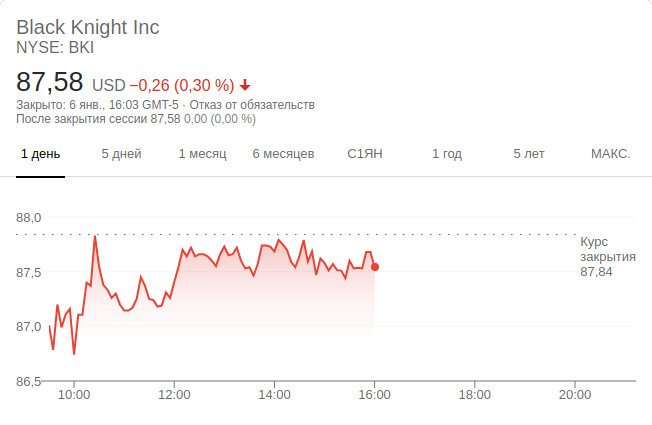 Black Knight Inc
NYSE: BKI
87,58 USD −0,26 (0,30 %)
Закрыто: 6 янв., 16:03 GMT-5 · Отказ от обязательств
После закрытия сессии 87,58 0,00 (0,00 %)
1 день 5 дней 1 месяц 6 месяцев С1ЯН 1 год 5 лет МАКС.
88,0
Курс
закрытия
87,84
87,5
87,0
86,5
10:00 12:00 14:00 16:00 18:00 20:00